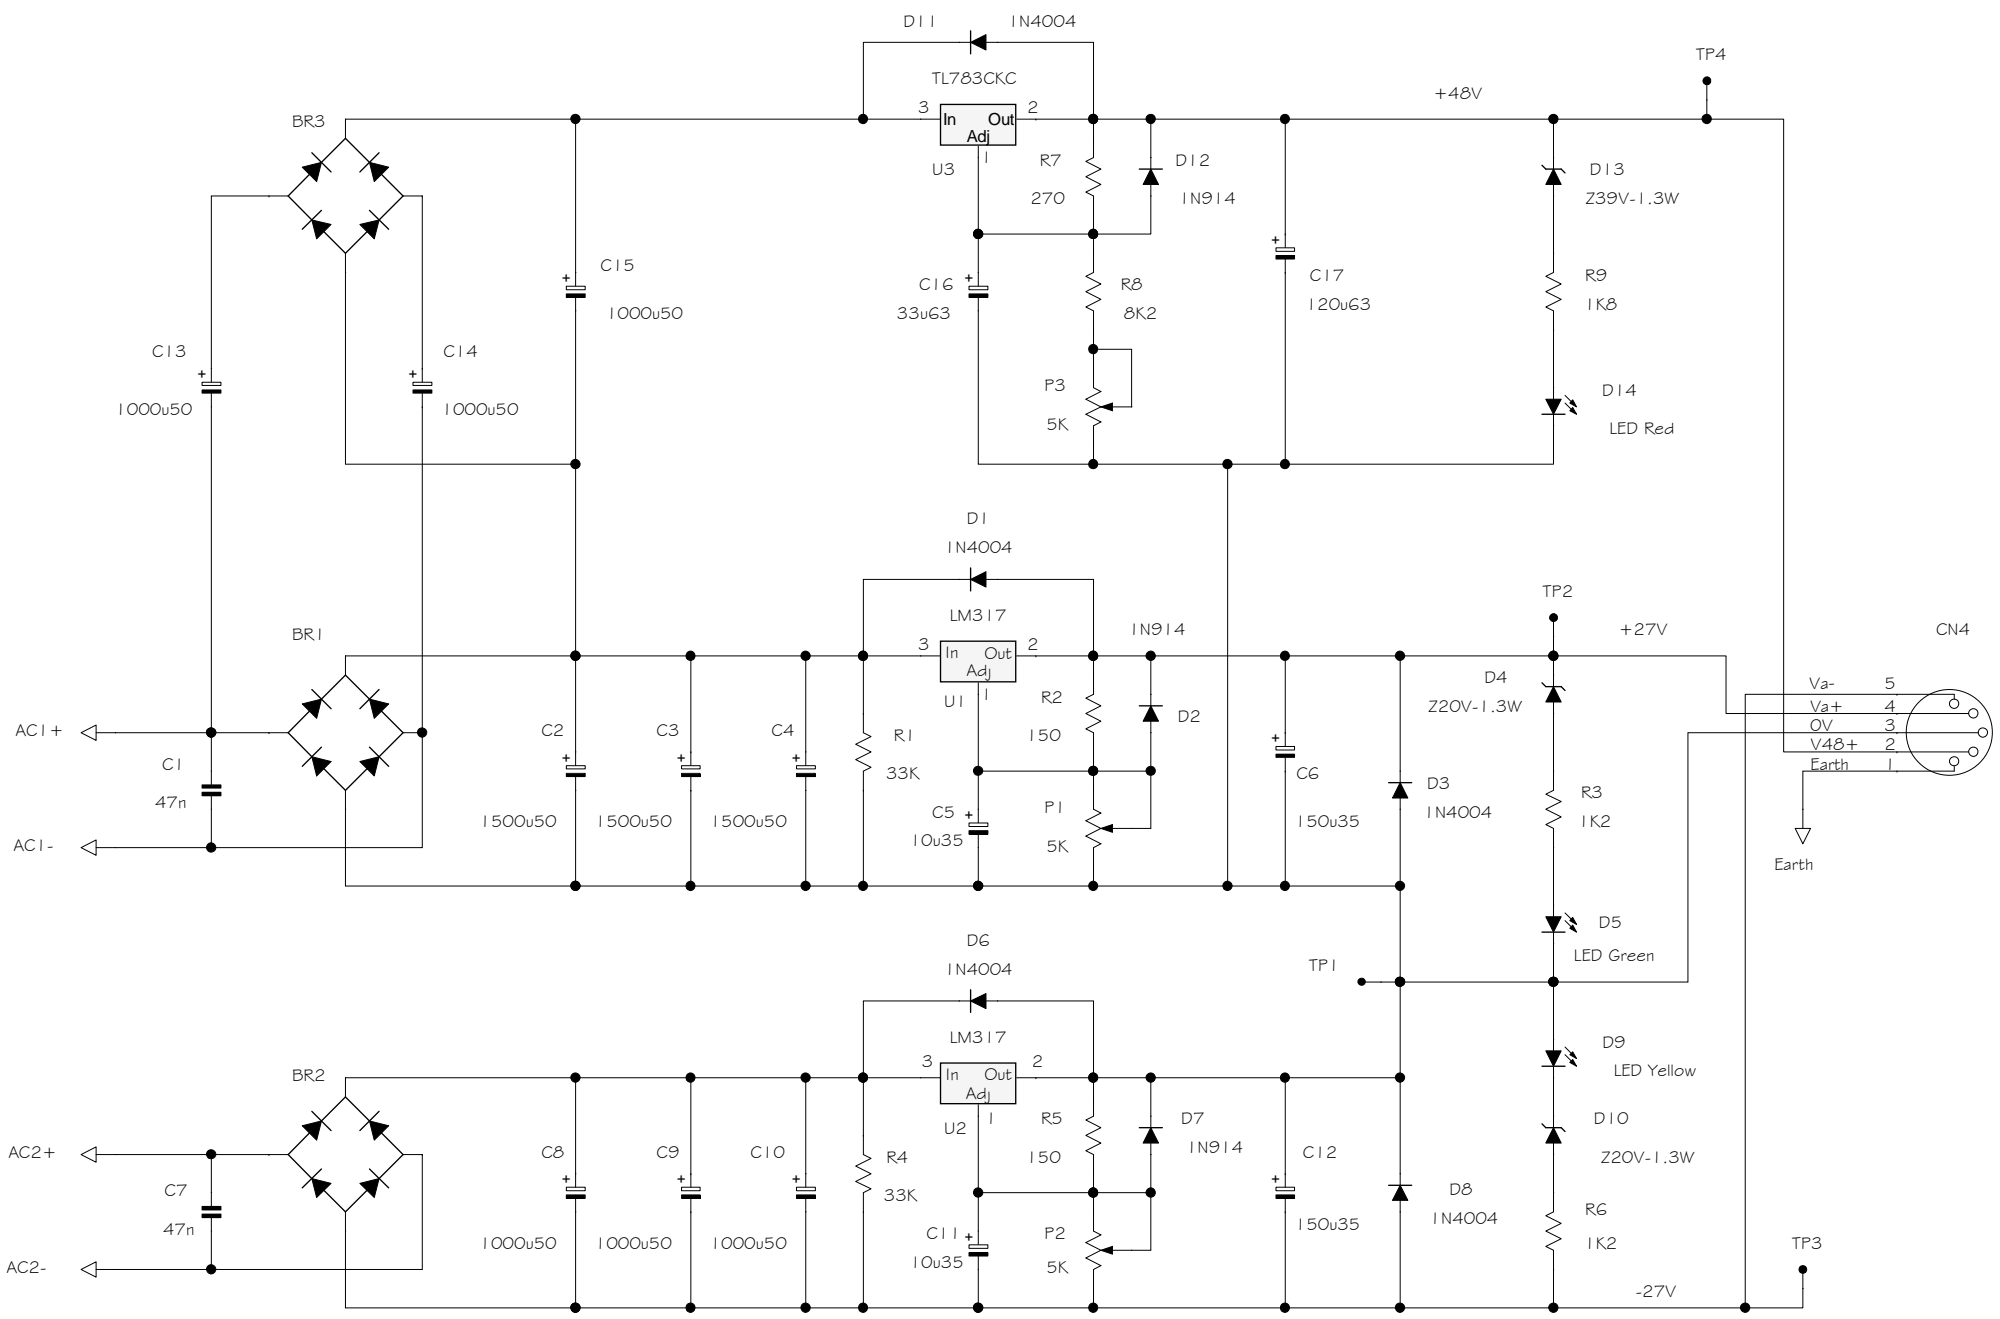 D11 1N4004
TL783CKC
TP4
+48V
BR3
3 2
In Out
Adj
1
U3
R7
270
D12
1N914
D13
Z39V-1.3W
C15
1000u50
C16
33u63
R8
8K2
C17
120u63
R9
1K8
C13
1000u50
C14
1000u50
P3
5K
D14
LED Red
D1
1N4004
LM317
1N914
TP2
+27V
CN4
BR1
3 2
In Out
Adj
1
U1
R2
150
D2
D4
Z20V-1.3W
Va- 5
Va+ 4
0V 3
V48+ 2
Earth 1
AC1+
C1
47n
AC1-
C2
1500u50
C3
1500u50
C4
1500u50
R1
33K
C5
10u35
P1
5K
C6
150u35
D3
1N4004
R3
1K2
Earth
D5
LED Green
D6
1N4004
TP1
LM317
BR2
3 2
In Out
Adj
1
U2
R5
150
D7
1N914
D9
LED Yellow
D10
Z20V-1.3W
AC2+
C7
47n
AC2-
C8
1000u50
C9
1000u50
C10
1000u50
R4
33K
C11
10u35
P2
5K
C12
150u35
D8
1N4004
R6
1K2
TP3
-27V